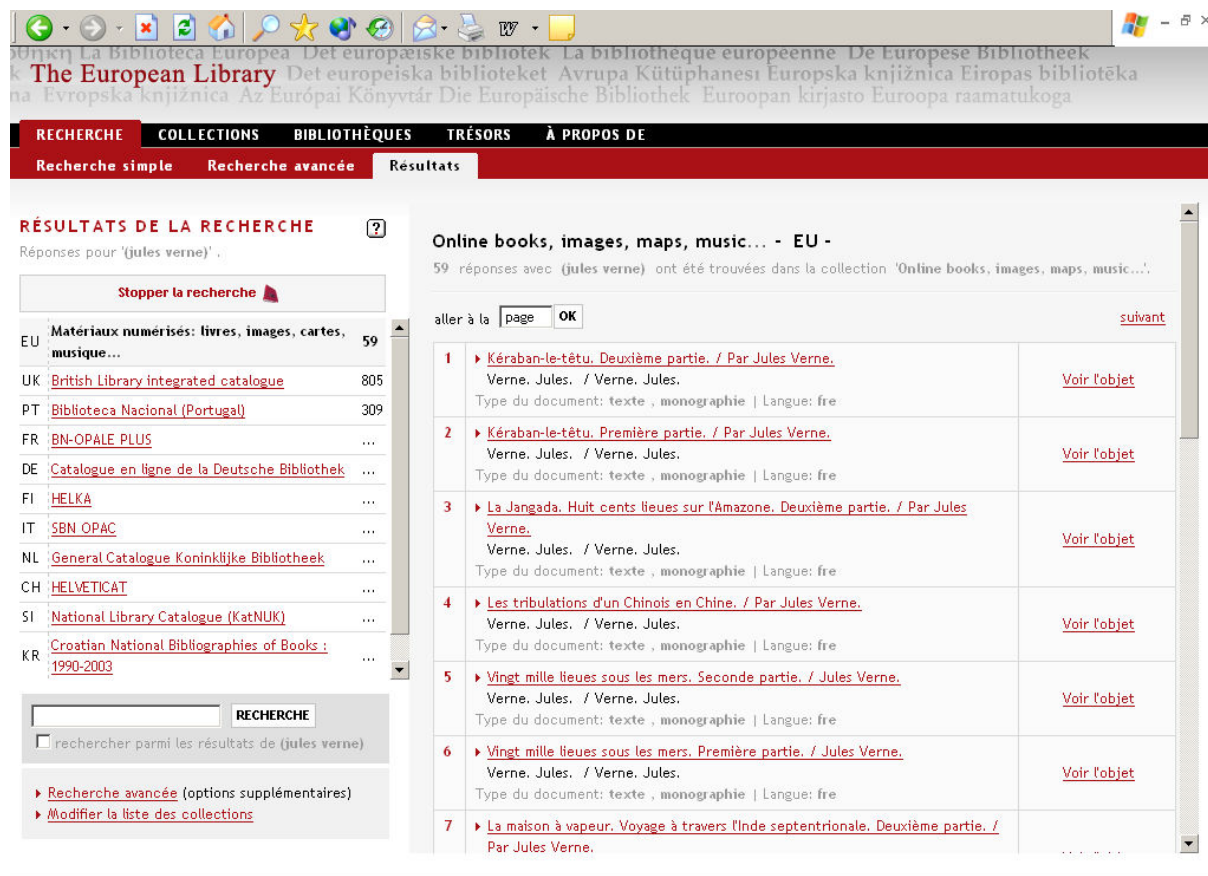 θήκη La Biblioteca Europea Det europæiske bibliotek La bibliothèque européenne De Europese Bibliotheek
k The European Library Det europeiska biblioteket Avrupa Kütüphanesi Europska knjižnica Eiropas bibliotēka
na Evropska knjižnica Az Európai Könyvtár Die Europäische Bibliothek Euroopan kirjasto Euroopa raamatukoga
RECHERCHE COLLECTIONS BIBLIOTHÈQUES TRÉSORS À PROPOS DE
Recherche simple Recherche avancée Résultats
RÉSULTATS DE LA RECHERCHE ?
Réponses pour '(jules verne)' .
Stopper la recherche
EU Matériaux numérisés: livres, images, cartes,
musique... 59
UK British Library integrated catalogue 805
PT Biblioteca Nacional (Portugal) 309
FR BN-OPALE PLUS ...
DE Catalogue en ligne de la Deutsche Bibliothek ...
FI HELKA ...
IT SBN OPAC ...
NL General Catalogue Koninklijke Bibliotheek ...
CH HELVETICAT ...
SI National Library Catalogue (KatNUK) ...
KR Croatian National Bibliographies of Books :
1990-2003 ...
RECHERCHE
rechercher parmi les résultats de (jules verne)
Recherche avancée (options supplémentaires)
Modifier la liste des collections
Online books, images, maps, music... - EU -
59 réponses avec (jules verne) ont été trouvées dans la collection 'Online books, images, maps, music...'.
aller à la page OK suivant
1 Kéraban-le-têtu. Deuxième partie. / Par Jules Verne.
Verne. Jules. / Verne. Jules. Voir l'objet
Type du document: texte , monographie | Langue: fre
2 Kéraban-le-têtu. Première partie. / Par Jules Verne.
Verne. Jules. / Verne. Jules. Voir l'objet
Type du document: texte , monographie | Langue: fre
3 La Jangada. Huit cents lieues sur l'Amazone. Deuxième partie. / Par Jules
Verne.
Verne. Jules. / Verne. Jules. Voir l'objet
Type du document: texte , monographie | Langue: fre
4 Les tribulations d'un Chinois en Chine. / Par Jules Verne.
Verne. Jules. / Verne. Jules. Voir l'objet
Type du document: texte , monographie | Langue: fre
5 Vingt mille lieues sous les mers. Seconde partie. / Jules Verne.
Verne. Jules. / Verne. Jules. Voir l'objet
Type du document: texte , monographie | Langue: fre
6 Vingt mille lieues sous les mers. Première partie. / Jules Verne.
Verne. Jules. / Verne. Jules. Voir l'objet
Type du document: texte , monographie | Langue: fre
7 La maison à vapeur. Voyage à travers l'Inde septentrionale. Deuxième partie. /
Par Jules Verne.